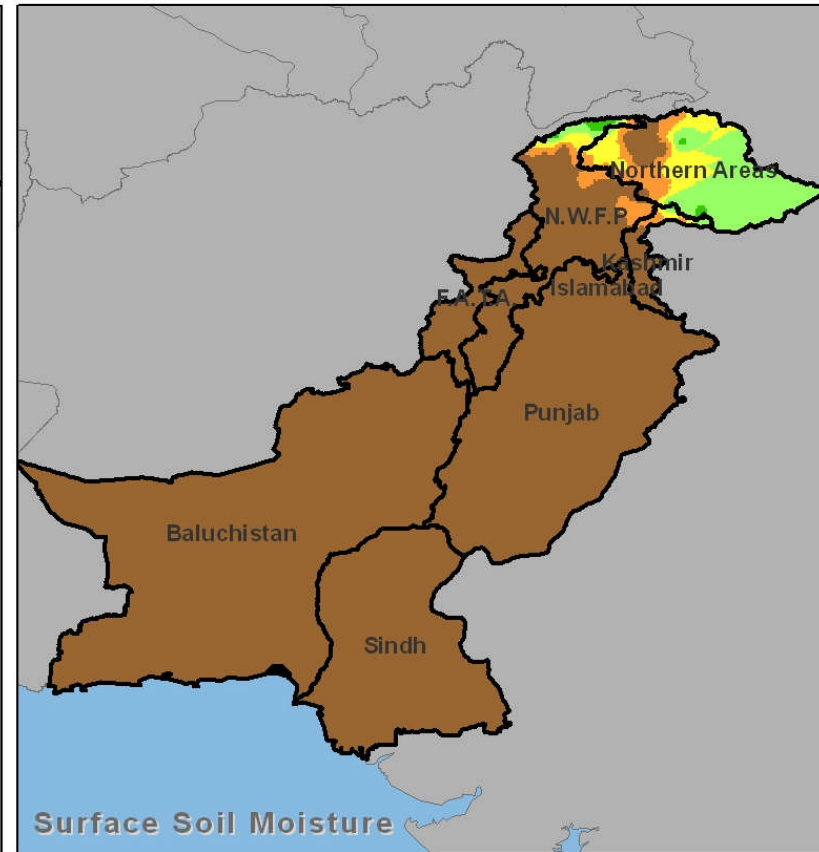 Northern Areas
N.W.F.P.
Kashmir
F.A.T.A.
Islamabad
Punjab
Baluchistan
Sindh
Surface Soil Moisture